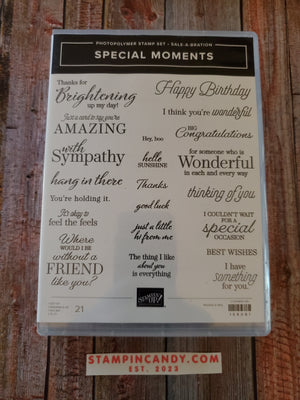 PHOTOPOLYMER STAMP SET • SALE-A-BRATION
SPECIAL MOMENTS
Thanks for
Brightening
up my day!
Just a card to say you're
AMAZING
with
Sympathy
hang in there
You're holding it.
It's okay to
feel the feels
Where
WOULD I BE
without a
FRIEND
like you?
21
Hey, boo
hello
SUNSHINE
Thanks
good luck
just a little
hi from me
The thing I like
about you
is everything
STAMPIN' UP!
Happy Birthday
I think you're wonderful
BIG
Congratulations
for someone who is
Wonderful
in each and every way
thinking of you
I COULDN'T WAIT
FOR A
special
OCCASION
BEST WISHES
I have
something
for you.
STAMPINCANDY.COM
EST. 2023